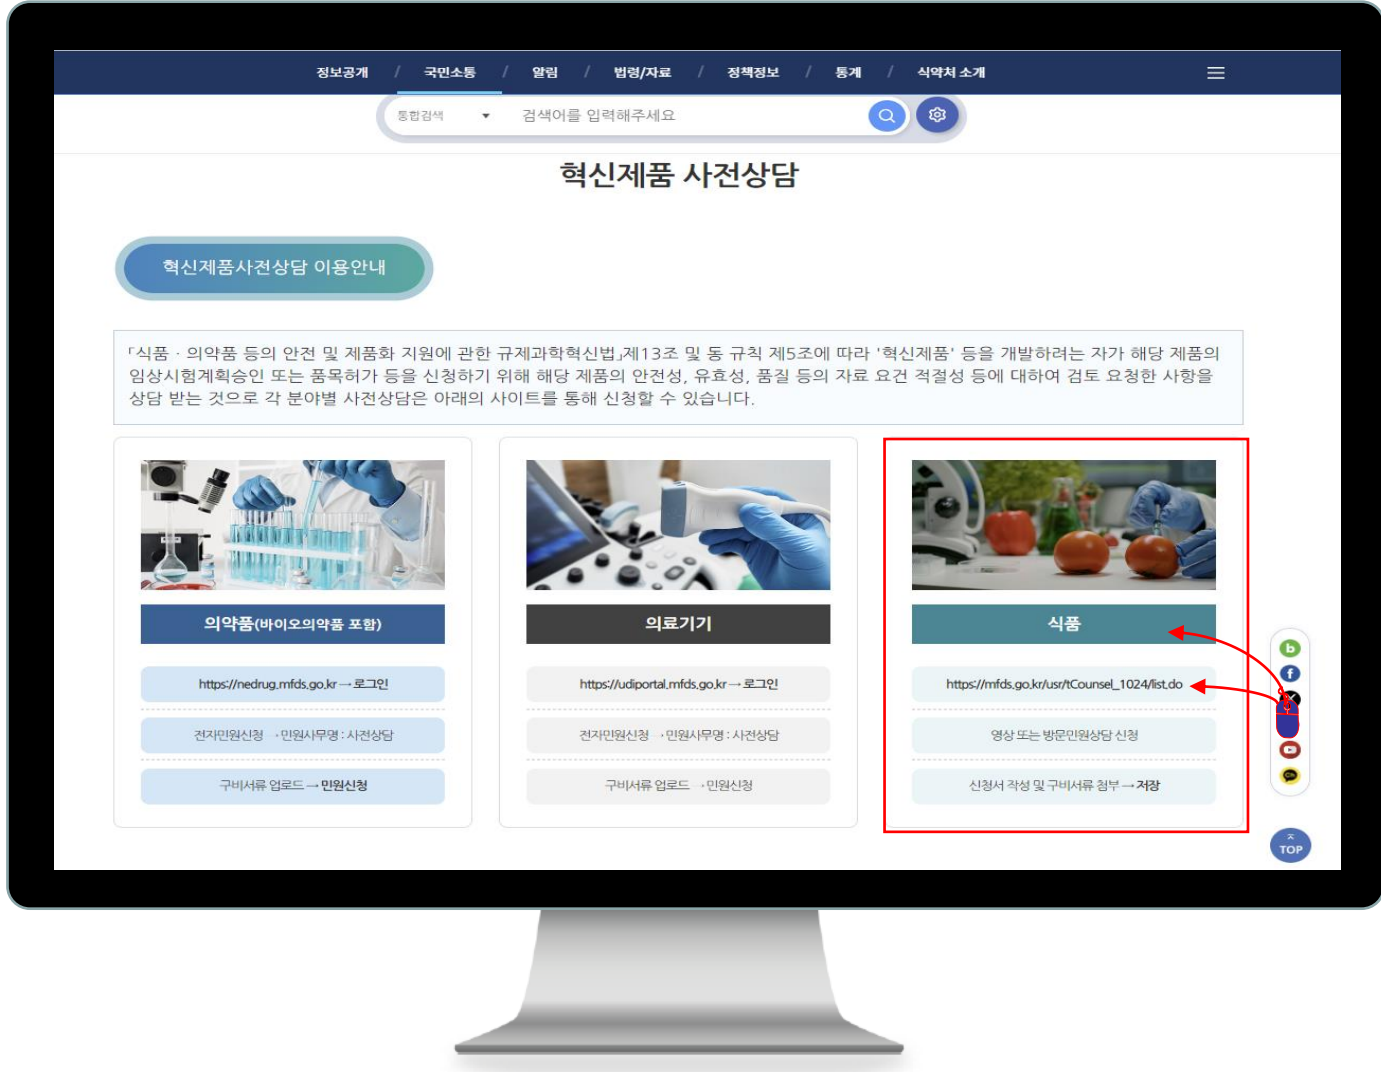 정보공개 / 국민소통 / 알림 / 법령/자료 / 정책정보 / 통계 / 식약처 소개
통합검색 검색어를 입력해주세요
혁신제품 사전상담
혁신제품사전상담 이용안내
「식품 · 의약품 등의 안전 및 제품화 지원에 관한 규제과학혁신법」제13조 및 동 규칙 제5조에 따라 '혁신제품' 등을 개발하려는 자가 해당 제품의
임상시험계획승인 또는 품목허가 등을 신청하기 위해 해당 제품의 안전성, 유효성, 품질 등의 자료 요건 적절성 등에 대하여 검토 요청한 사항을
상담 받는 것으로 각 분야별 사전상담은 아래의 사이트를 통해 신청할 수 있습니다.
의약품(바이오의약품 포함)
https://nedrug.mfds.go.kr → 로그인
전자민원신청 → 민원사무명 : 사전상담
구비서류 업로드 → 민원신청
의료기기
https://udiportal.mfds.go.kr → 로그인
전자민원신청 → 민원사무명 : 사전상담
구비서류 업로드 → 민원신청
식품
https://mfds.go.kr/usr/tCounsel_1024/list.do
영상 또는 방문민원상담 신청
신청서 작성 및 구비서류 첨부 → 저장
TOP